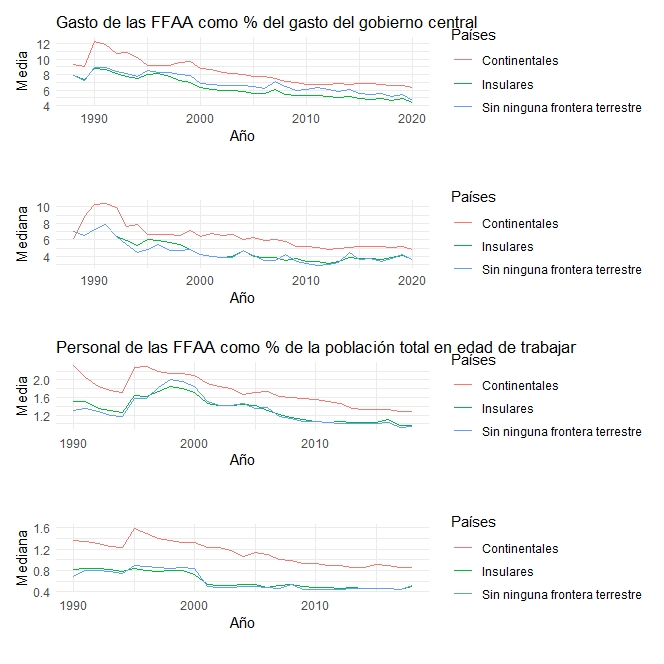 Gasto de las FFAA como % del gasto del gobierno central
Media
12
10
8
6
4
1990
2000
2010
2020
Año
Países
Continentales
Insulares
Sin ninguna frontera terrestre
Mediana
10
8
6
4
1990
2000
2010
2020
Año
Países
Continentales
Insulares
Sin ninguna frontera terrestre
Personal de las FFAA como % de la población total en edad de trabajar
Media
2.0
1.6
1.2
1990
2000
2010
Año
Países
Continentales
Insulares
Sin ninguna frontera terrestre
Mediana
1.6
1.2
0.8
0.4
1990
2000
2010
Año
Países
Continentales
Insulares
Sin ninguna frontera terrestre